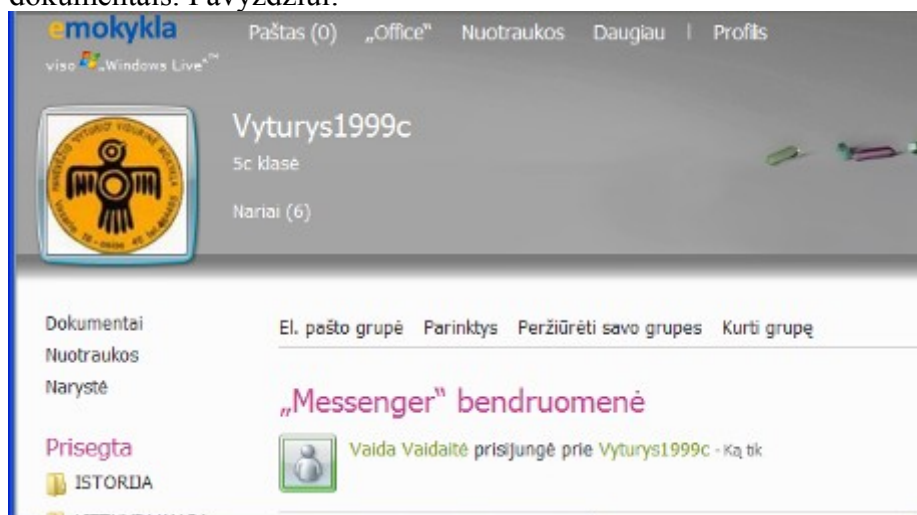 dokumentais. Pavyzdžiui:
emokykla
Paštas (0) „Office“ Nuotraukos Daugiau | Profilis
viso „Windows Live“™
Vyturys1999c
5c klasė
Nariai (6)
Dokumentai
Nuotraukos
Narystė
Prisegta
ISTORIJA
El. pašto grupė Parinktys Peržiūrėti savo grupes Kurti grupę
„Messenger“ bendruomenė
Vaida Vaidaitė prisijungė prie Vyturys1999c - Ką tik